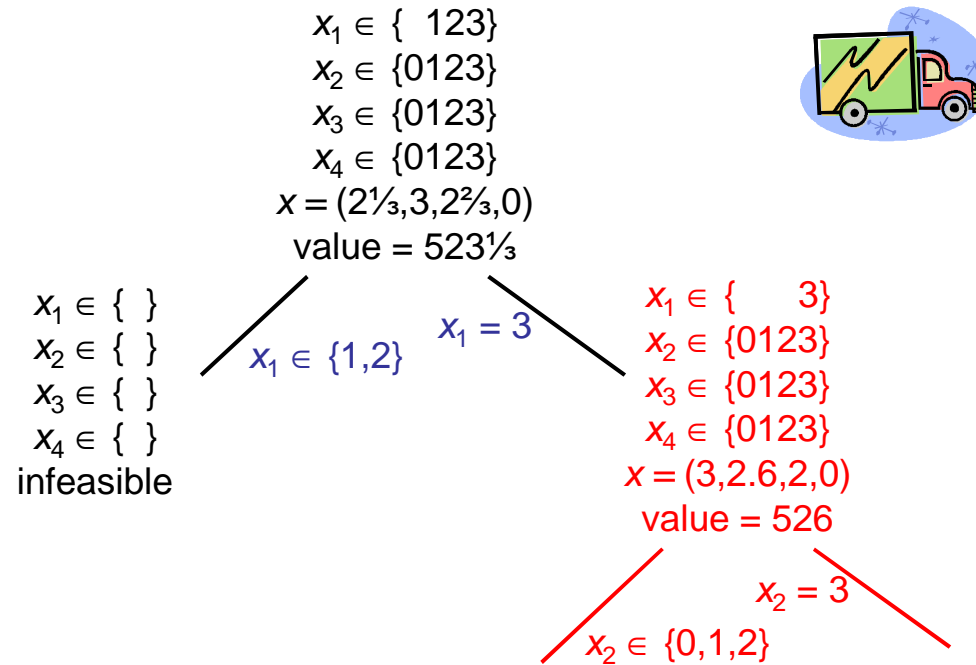 x₁ ∈ { 123}
x₂ ∈ {0123}
x₃ ∈ {0123}
x₄ ∈ {0123}
x = (2⅓,3,2⅔,0)
value = 523⅓
x₁ ∈ { }
x₂ ∈ { }
x₃ ∈ { }
x₄ ∈ { }
infeasible
x₁ ∈ {1,2}
x₁ = 3
x₁ ∈ { 3}
x₂ ∈ {0123}
x₃ ∈ {0123}
x₄ ∈ {0123}
x = (3,2.6,2,0)
value = 526
x₂ ∈ {0,1,2}
x₂ = 3